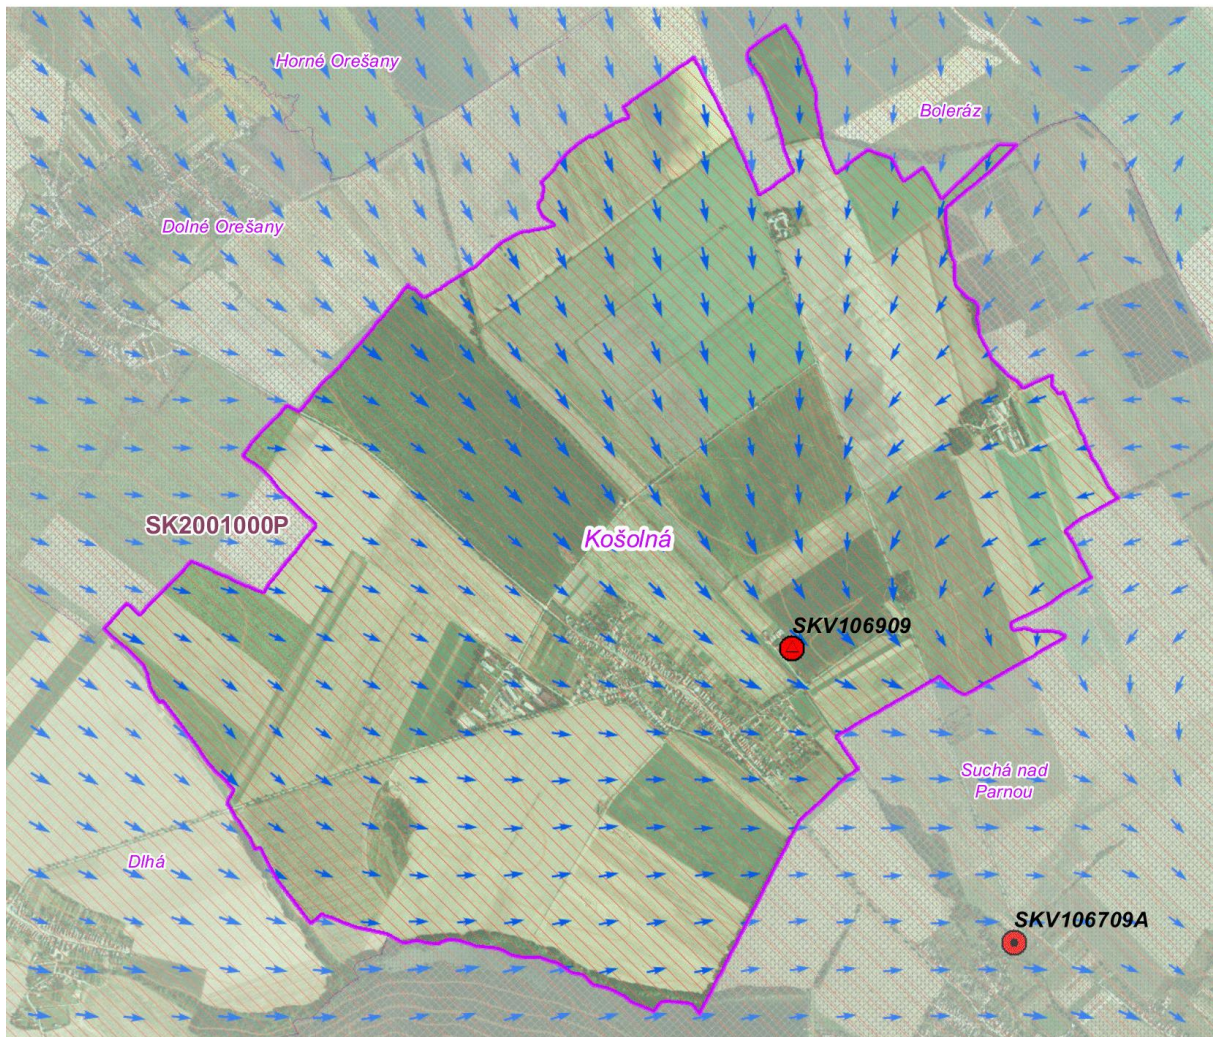 Horné Orešany
Boleráz
Dolné Orešany
SK2001000P
Košolná
SKV106909
Suchá nad
Parnou
Dlhá
SKV106709A